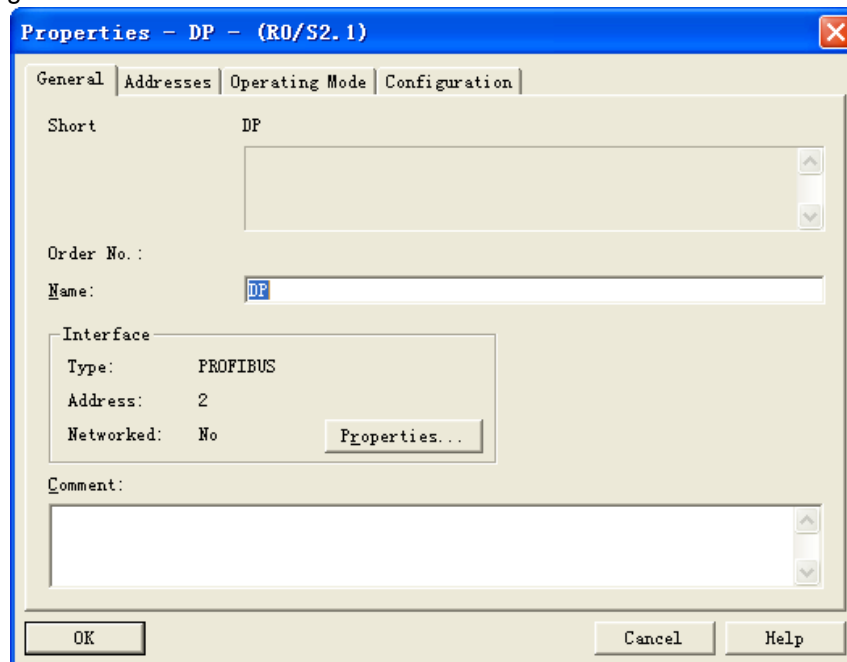 Properties - DP - (R0/S2.1)
General Addresses Operating Mode Configuration
Short DP
Order No.:
Name: DP
Interface
Type: PROFIBUS
Address: 2
Networked: No Properties...
Comment:
OK Cancel Help